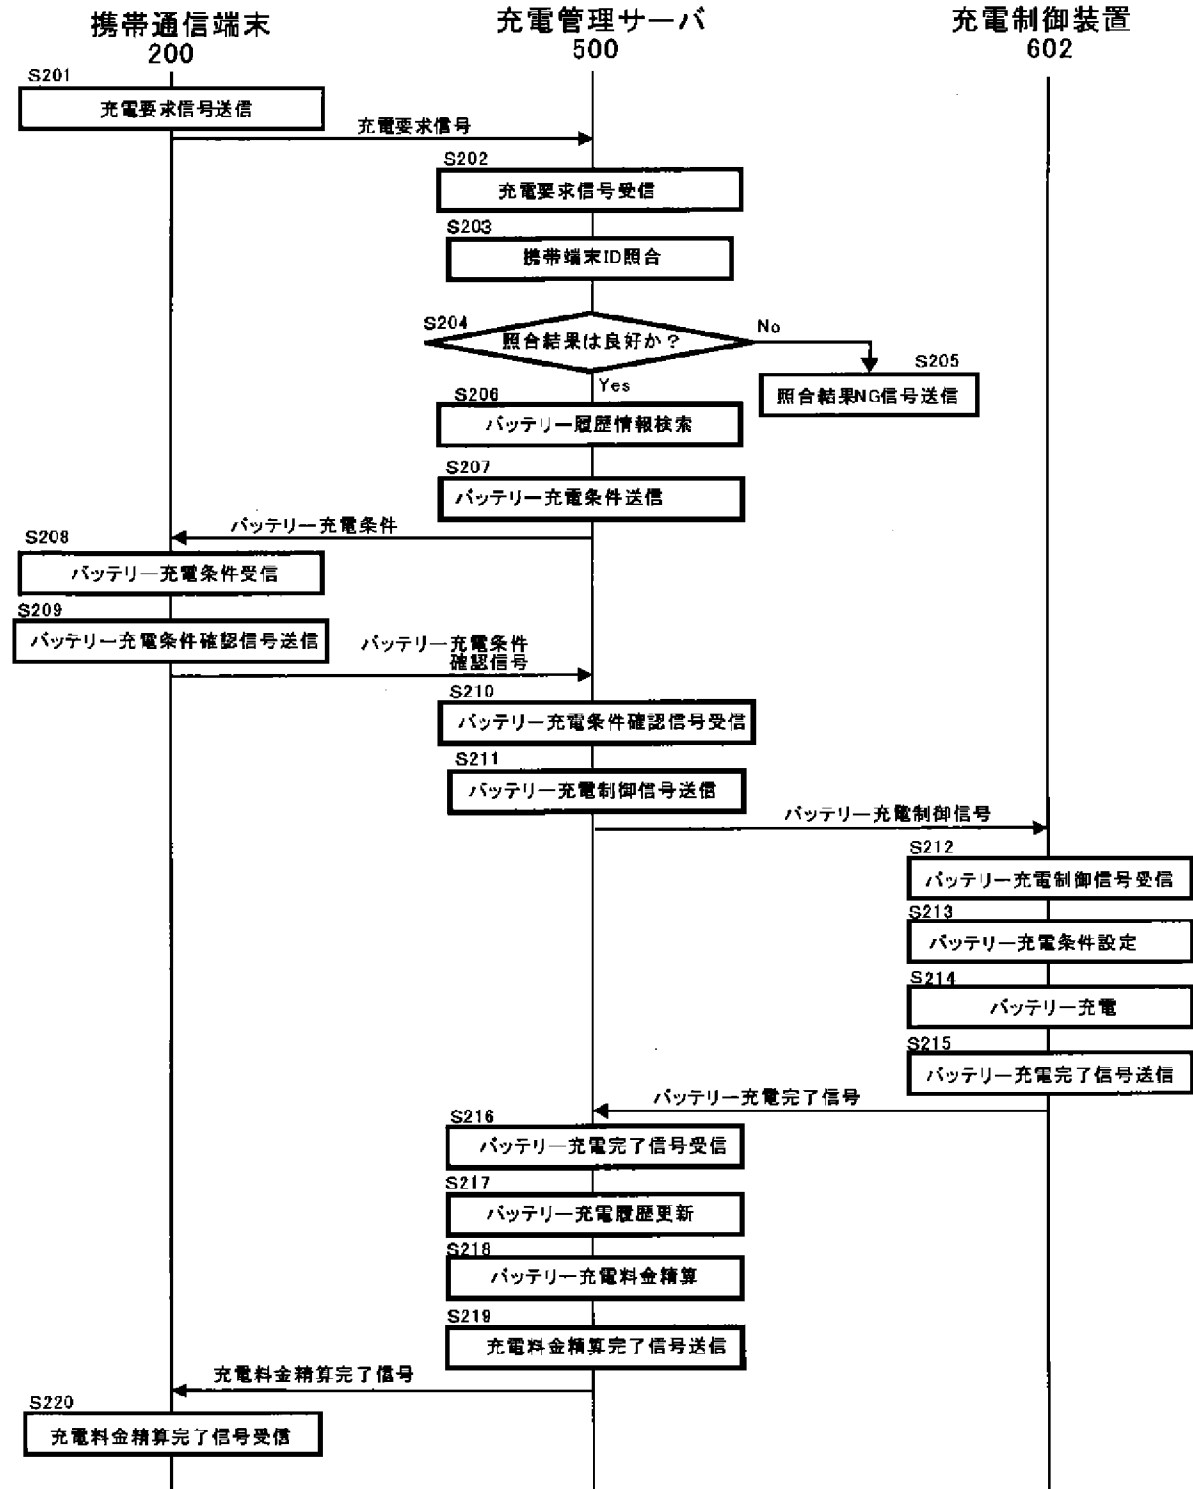 携帯通信端末
200
充電管理サーバ
500
充電制御装置
602
S201
充電要求信号送信
充電要求信号
S202
充電要求信号受信
S203
携帯端末ID照合
S204
照合結果は良好か？
No
S205
照合結果NG信号送信
Yes
S206
バッテリー履歴情報検索
S207
バッテリー充電条件送信
バッテリー充電条件
S208
バッテリー充電条件受信
S209
バッテリー充電条件確認信号送信
バッテリー充電条件
確認信号
S210
バッテリー充電条件確認信号受信
S211
バッテリー充電制御信号送信
バッテリー充電制御信号
S212
バッテリー充電制御信号受信
S213
バッテリー充電条件設定
S214
バッテリー充電
S215
バッテリー充電完了信号送信
バッテリー充電完了信号
S216
バッテリー充電完了信号受信
S217
バッテリー充電履歴更新
S218
バッテリー充電料金精算
S219
充電料金精算完了信号送信
充電料金精算完了信号
S220
充電料金精算完了信号受信